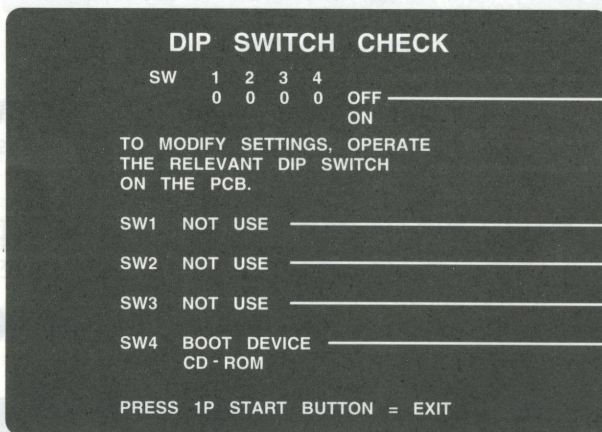 DIP SWITCH CHECK
SW 1 2 3 4
0 0 0 0 OFF
ON
TO MODIFY SETTINGS, OPERATE
THE RELEVANT DIP SWITCH
ON THE PCB.
SW1 NOT USE
SW2 NOT USE
SW3 NOT USE
SW4 BOOT DEVICE
CD - ROM
PRESS 1P START BUTTON = EXIT